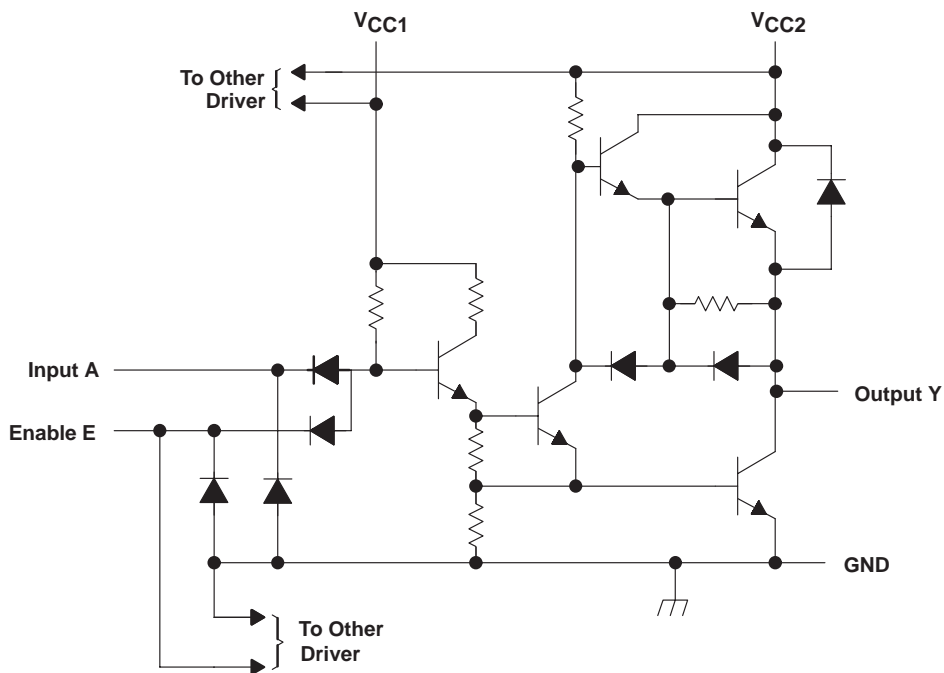 VCC1
VCC2
To Other
Driver
Input A
Enable E
Output Y
GND
To Other
Driver